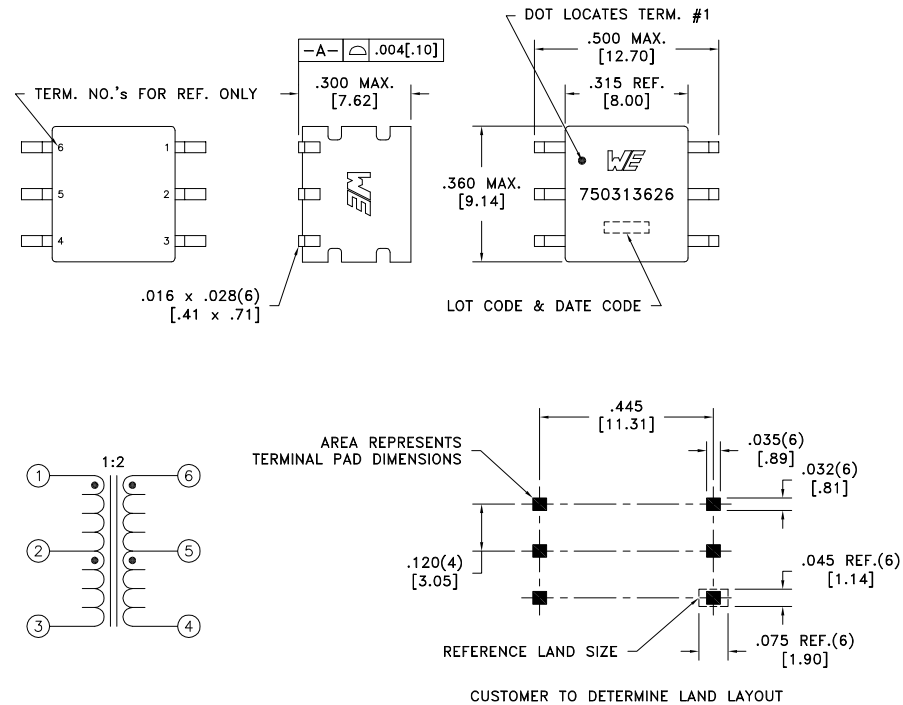 DOT LOCATES TERM. #1
-A- .004[.10]
.500 MAX.
[12.70]
.300 MAX.
[7.62]
.315 REF.
[8.00]
TERM. NO.'s FOR REF. ONLY
6 1
5 2
4 3
WE
WE
.360 MAX.
[9.14]
750313626
.016 x .028(6)
[.41 x .71]
LOT CODE & DATE CODE
.445
[11.31]
AREA REPRESENTS
TERMINAL PAD DIMENSIONS
.035(6)
[.89]
.032(6)
[.81]
1:2
1 6
2 5
3 4
.120(4)
[3.05]
.045 REF.(6)
[1.14]
REFERENCE LAND SIZE
.075 REF.(6)
[1.90]
CUSTOMER TO DETERMINE LAND LAYOUT